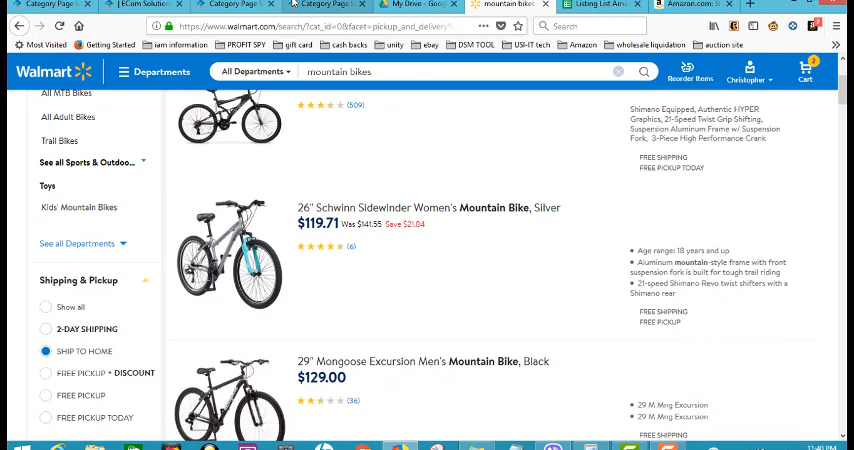 Category Page S
[ ECom Solution
Category Page S
Category Page S
My Drive - Goog
mountain bikes
Listing List Ama
Amazon.com: S
https://www.walmart.com/search/?cat_id=0&facet=pickup_and_delivery%
Search
Most Visited
Getting Started
iam information
PROFIT SPY
gift card
cash backs
ebay
DSM TOOL
USI-IT tech
Amazon
wholesale liquidation
auction site
Walmart
Departments
All Departments
mountain bikes
Reorder Items
Christopher
2
Cart
All MTB Bikes
All Adult Bikes
Trail Bikes
See all Sports & Outdoo...
Toys
Kids' Mountain Bikes
See all Departments
Shipping & Pickup
Show all
2-DAY SHIPPING
SHIP TO HOME
FREE PICKUP + DISCOUNT
FREE PICKUP
FREE PICKUP TODAY
(509)
Shimano Equipped, Authentic HYPER
Graphics, 21-Speed Twist Grip Shifting,
Suspension Aluminum Frame w/ Suspension
Fork, 3-Piece High Performance Crank
FREE SHIPPING
FREE PICKUP TODAY
26" Schwinn Sidewinder Women's Mountain Bike, Silver
$119.71 Was $141.55 Save $21.84
(6)
Age range: 18 years and up
Aluminum mountain-style frame with front
suspension fork is built for tough trail riding
21-speed Shimano Revo twist shifters with a
Shimano rear
FREE SHIPPING
FREE PICKUP
29" Mongoose Excursion Men's Mountain Bike, Black
$129.00
(36)
29 M Mng Excursion
29 M Mng Excursion
FREE SHIPPING
11:40 PM